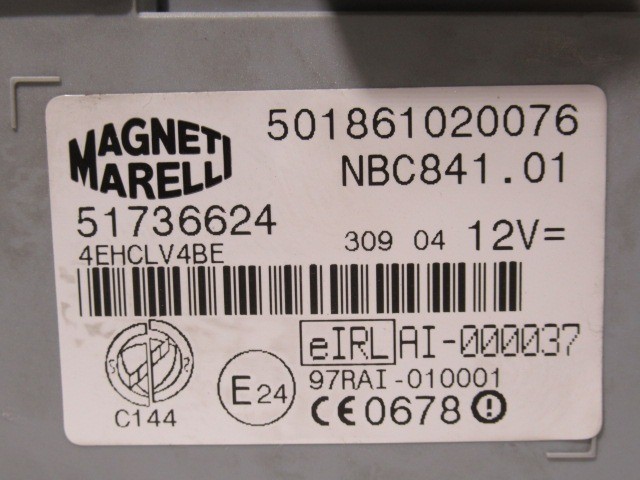 MAGNETI
MARELLI
501861020076
NBC841.01
51736624
4EHCLV4BE
309 04 12V=
eIRL AI-000037
97RAI-010001
C144
E24
CE0678